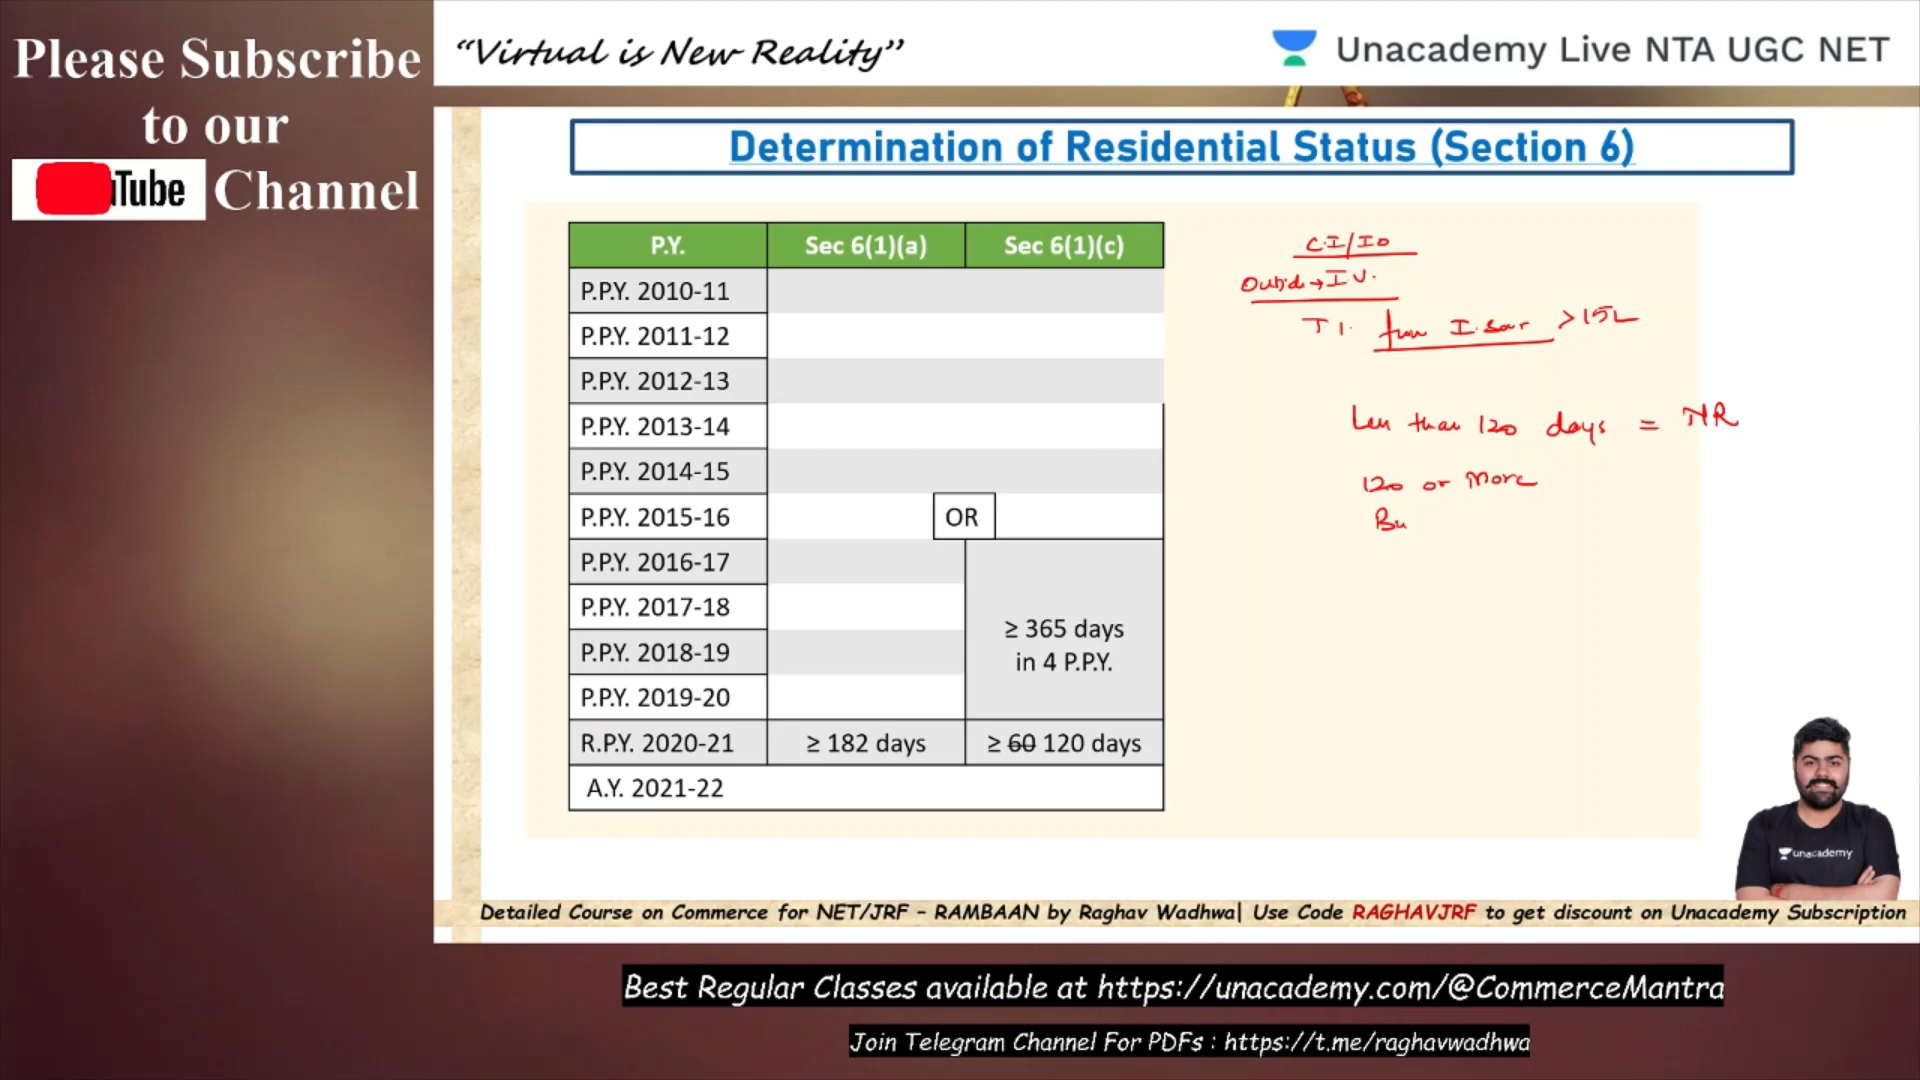 Please Subscribe
to our
Tube Channel
“Virtual is New Reality”
Unacademy Live NTA UGC NET
Determination of Residential Status (Section 6)
P.Y. Sec 6(1)(a) Sec 6(1)(c)
P.P.Y. 2010-11
P.P.Y. 2011-12
P.P.Y. 2012-13
P.P.Y. 2013-14
P.P.Y. 2014-15
P.P.Y. 2015-16 OR
P.P.Y. 2016-17
P.P.Y. 2017-18
≥ 365 days
P.P.Y. 2018-19
in 4 P.P.Y.
P.P.Y. 2019-20
R.P.Y. 2020-21 ≥ 182 days ≥ 60 120 days
A.Y. 2021-22
C.I/IO
→ I V.
T I. from I. >15L
Less than 120 days = NR
120 or More
Bu
unacademy
Detailed Course on Commerce for NET/JRF – RAMBAAN by Raghav Wadhwa| Use Code RAGHAVJRF to get discount on Unacademy Subscription
Best Regular Classes available at https://unacademy.com/@CommerceMantra
Join Telegram Channel For PDFs : https://t.me/raghavwadhwa